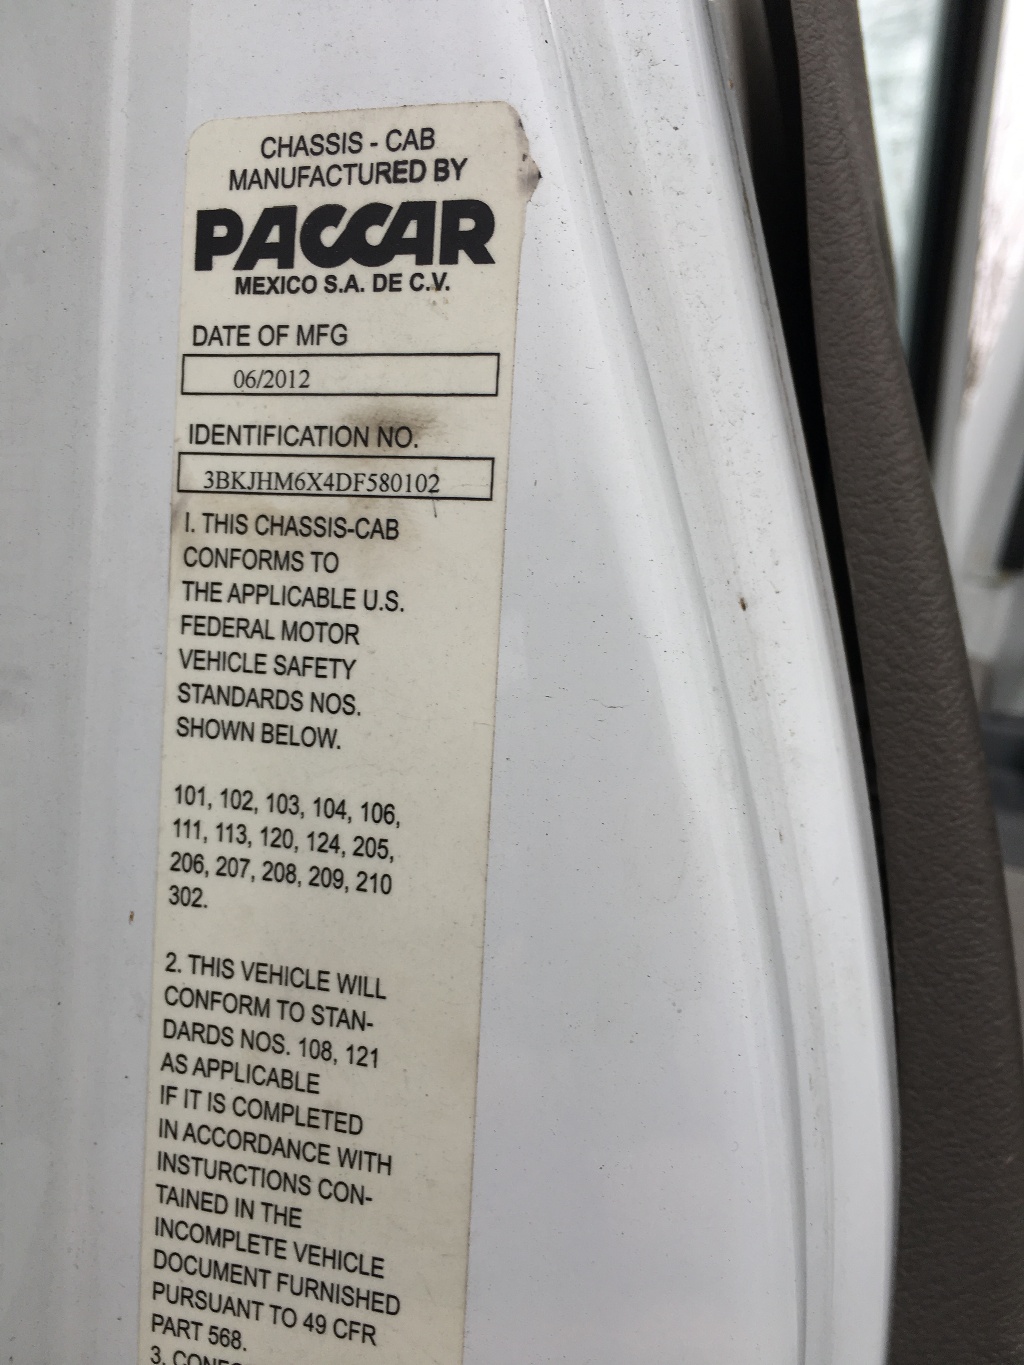 CHASSIS - CAB
MANUFACTURED BY
PACCAR
MEXICO S.A. DE C.V.
DATE OF MFG
06/2012
IDENTIFICATION NO.
3BKJHM6X4DF580102
I. THIS CHASSIS-CAB
CONFORMS TO
THE APPLICABLE U.S.
FEDERAL MOTOR
VEHICLE SAFETY
STANDARDS NOS.
SHOWN BELOW.
101, 102, 103, 104, 106,
111, 113, 120, 124, 205,
206, 207, 208, 209, 210
302.
2. THIS VEHICLE WILL
CONFORM TO STAN-
DARDS NOS. 108, 121
AS APPLICABLE
IF IT IS COMPLETED
IN ACCORDANCE WITH
INSTURCTIONS CON-
TAINED IN THE
INCOMPLETE VEHICLE
DOCUMENT FURNISHED
PURSUANT TO 49 CFR
PART 568.
3.